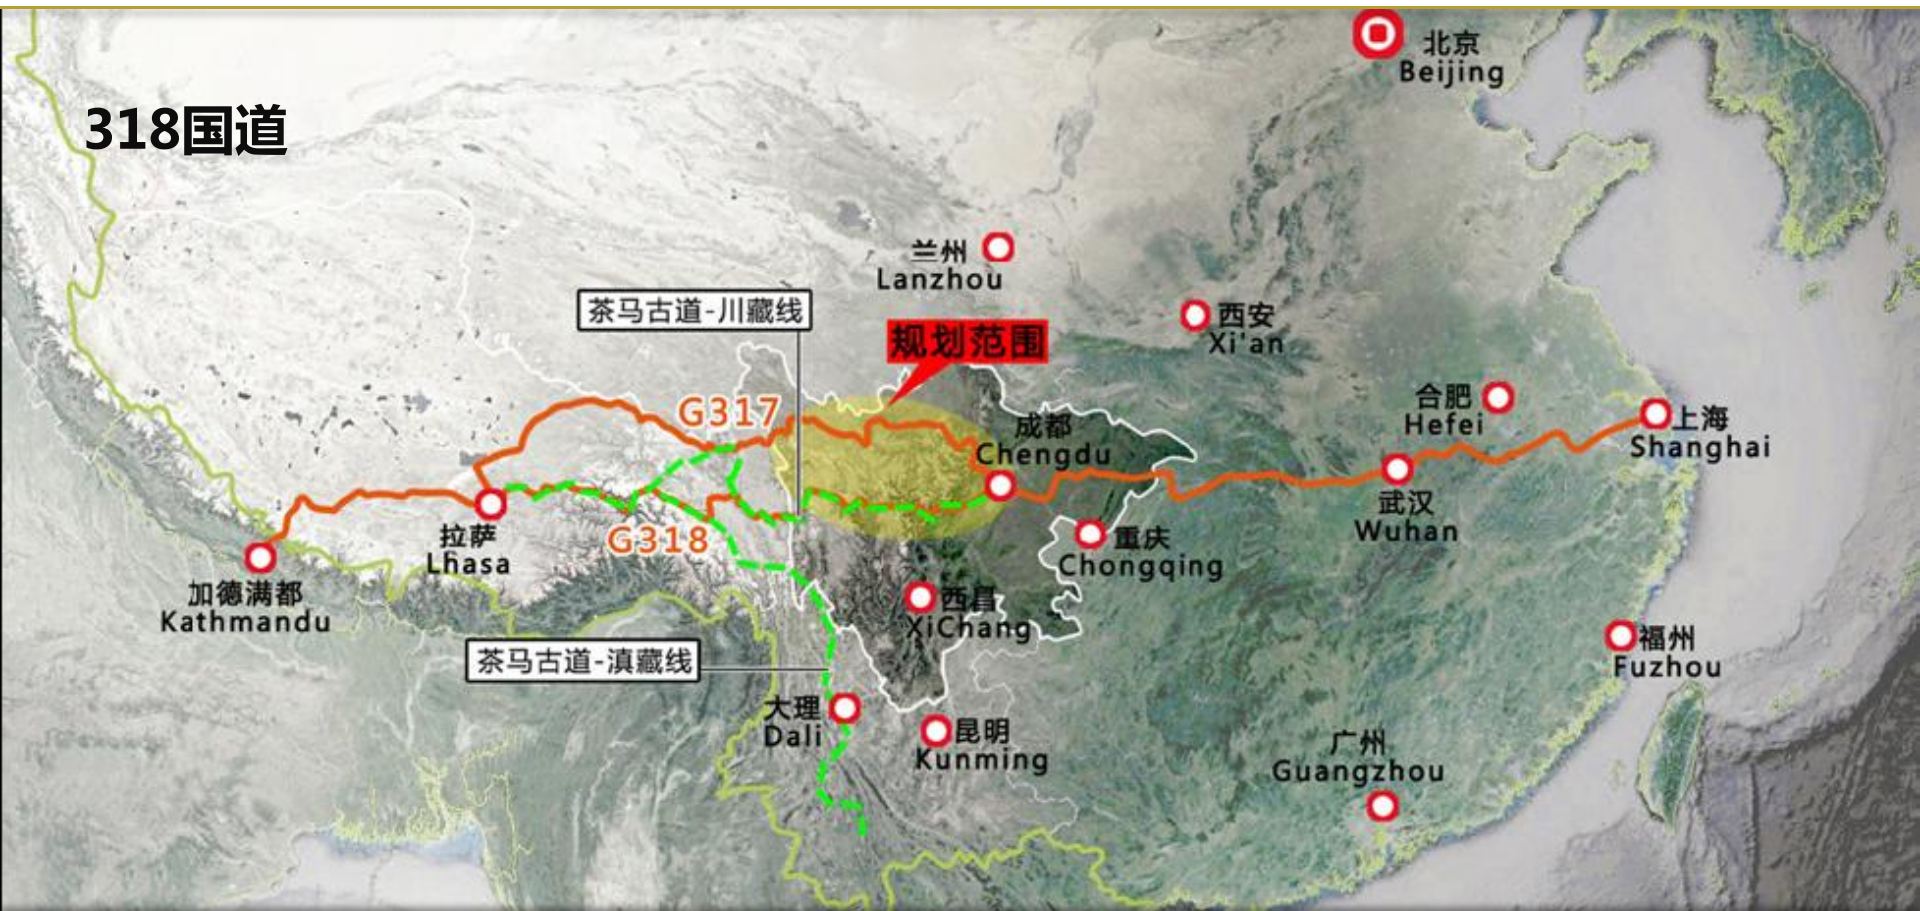 北京
Beijing
318国道
兰州
Lanzhou
茶马古道-川藏线
规划范围
西安
Xi'an
G317
合肥
Hefei
成都
Chengdu
上海
Shanghai
武汉
Wuhan
拉萨
Lhasa
G318
重庆
Chongqing
加德满都
Kathmandu
西昌
XiChang
茶马古道-滇藏线
福州
Fuzhou
大理
Dali
昆明
Kunming
广州
Guangzhou